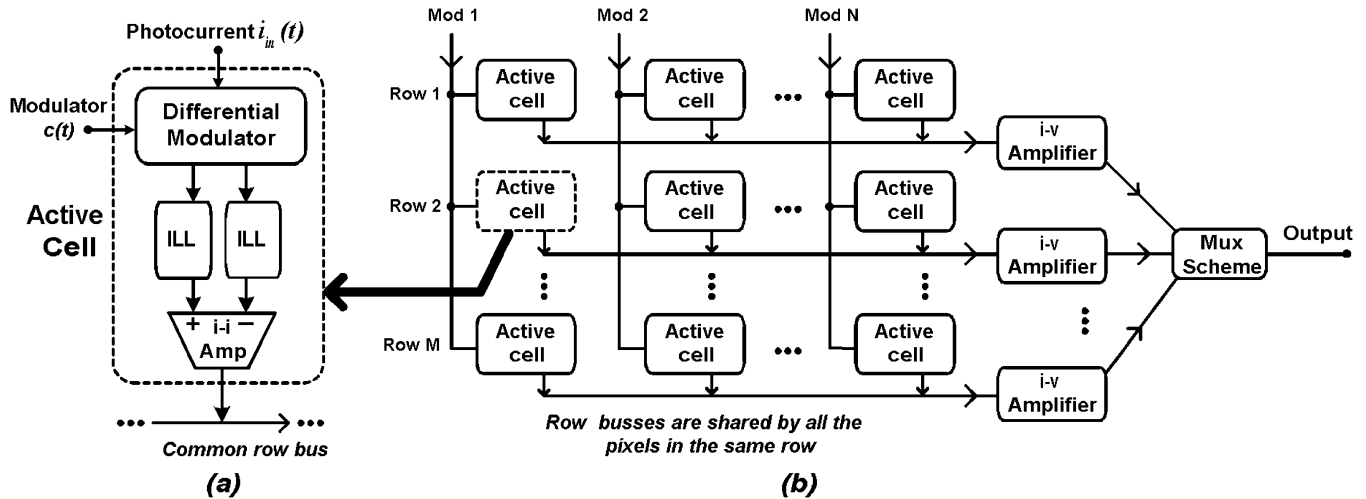 Photocurrent i_in (t)
Modulator
c(t)
Differential
Modulator
Active
Cell
ILL
ILL
+ i-i −
Amp
Common row bus
(a)
Mod 1
Mod 2
Mod N
Row 1
Active
cell
Active
cell
Active
cell
i-v
Amplifier
Row 2
Active
cell
Active
cell
Active
cell
i-v
Amplifier
Mux
Scheme
Output
Row M
Active
cell
Active
cell
Active
cell
i-v
Amplifier
Row busses are shared by all the
pixels in the same row
(b)